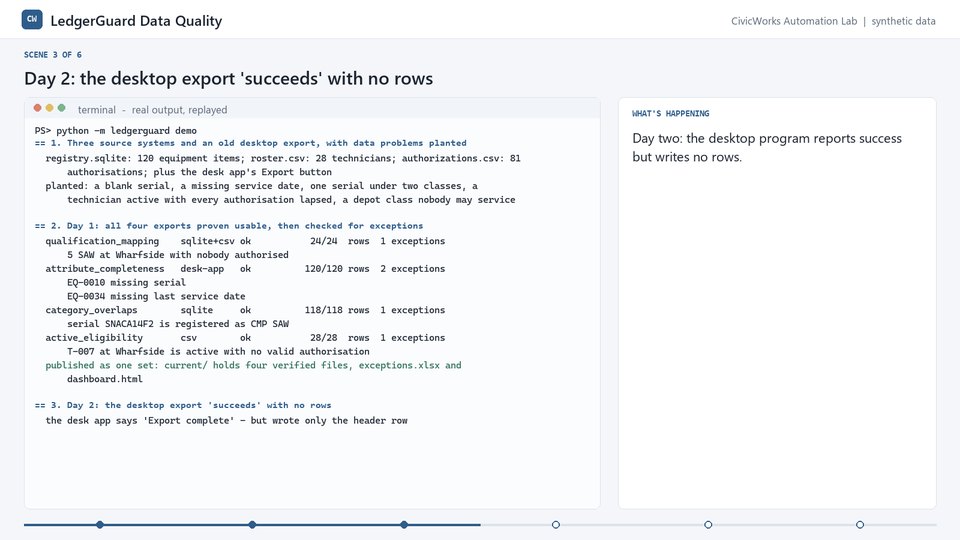 CW LedgerGuard Data Quality
CivicWorks Automation Lab | synthetic data
SCENE 3 OF 6
Day 2: the desktop export 'succeeds' with no rows
terminal - real output, replayed
PS> python -m ledgerguard demo
== 1. Three source systems and an old desktop export, with data problems planted
registry.sqlite: 120 equipment items; roster.csv: 28 technicians; authorizations.csv: 81
authorisations; plus the desk app's Export button
planted: a blank serial, a missing service date, one serial under two classes, a
technician active with every authorisation lapsed, a depot class nobody may service
== 2. Day 1: all four exports proven usable, then checked for exceptions
qualification_mapping sqlite+csv ok 24/24 rows 1 exceptions
5 SAW at Wharfside with nobody authorised
attribute_completeness desk-app ok 120/120 rows 2 exceptions
EQ-0010 missing serial
EQ-0034 missing last service date
category_overlaps sqlite ok 118/118 rows 1 exceptions
serial SNACA14F2 is registered as CMP SAW
active_eligibility csv ok 28/28 rows 1 exceptions
T-007 at Wharfside is active with no valid authorisation
published as one set: current/ holds four verified files, exceptions.xlsx and
dashboard.html
== 3. Day 2: the desktop export 'succeeds' with no rows
the desk app says 'Export complete' - but wrote only the header row
WHAT'S HAPPENING
Day two: the desktop program reports success
but writes no rows.